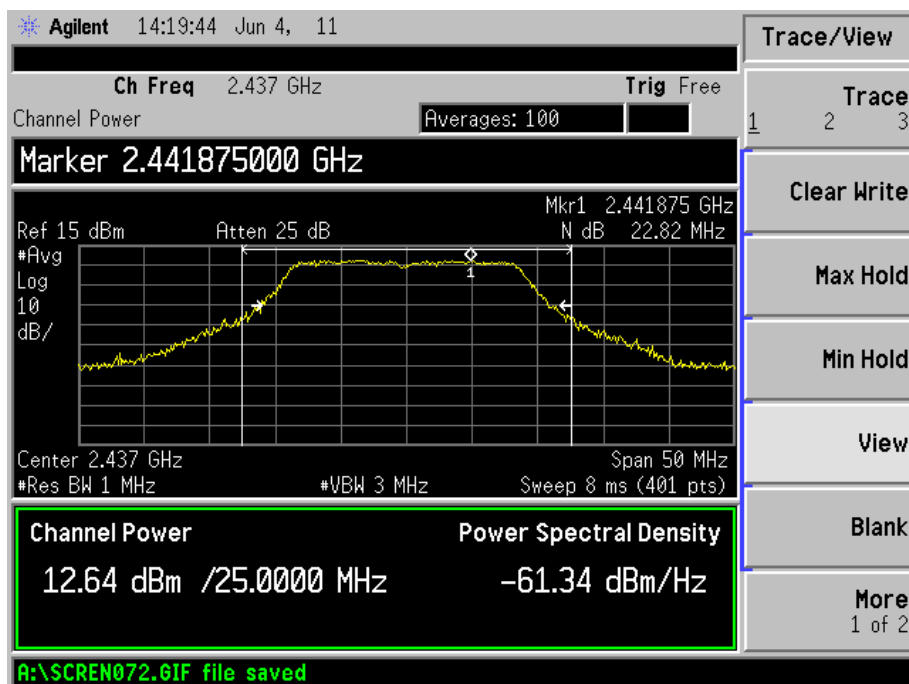 Agilent 14:19:44 Jun 4, 11
Trace/View
Ch Freq 2.437 GHz Trig Free
Channel Power Averages: 100
Trace
1 2 3
Marker 2.441875000 GHz
Clear Write
Mkr1 2.441875 GHz
Ref 15 dBm Atten 25 dB N dB 22.82 MHz
#Avg
Log
10
dB/
1
Max Hold
Min Hold
View
Center 2.437 GHz Span 50 MHz
#Res BW 1 MHz #VBW 3 MHz Sweep 8 ms (401 pts)
Channel Power Power Spectral Density
12.64 dBm /25.0000 MHz -61.34 dBm/Hz
Blank
More
1 of 2
A:\SCREN072.GIF file saved